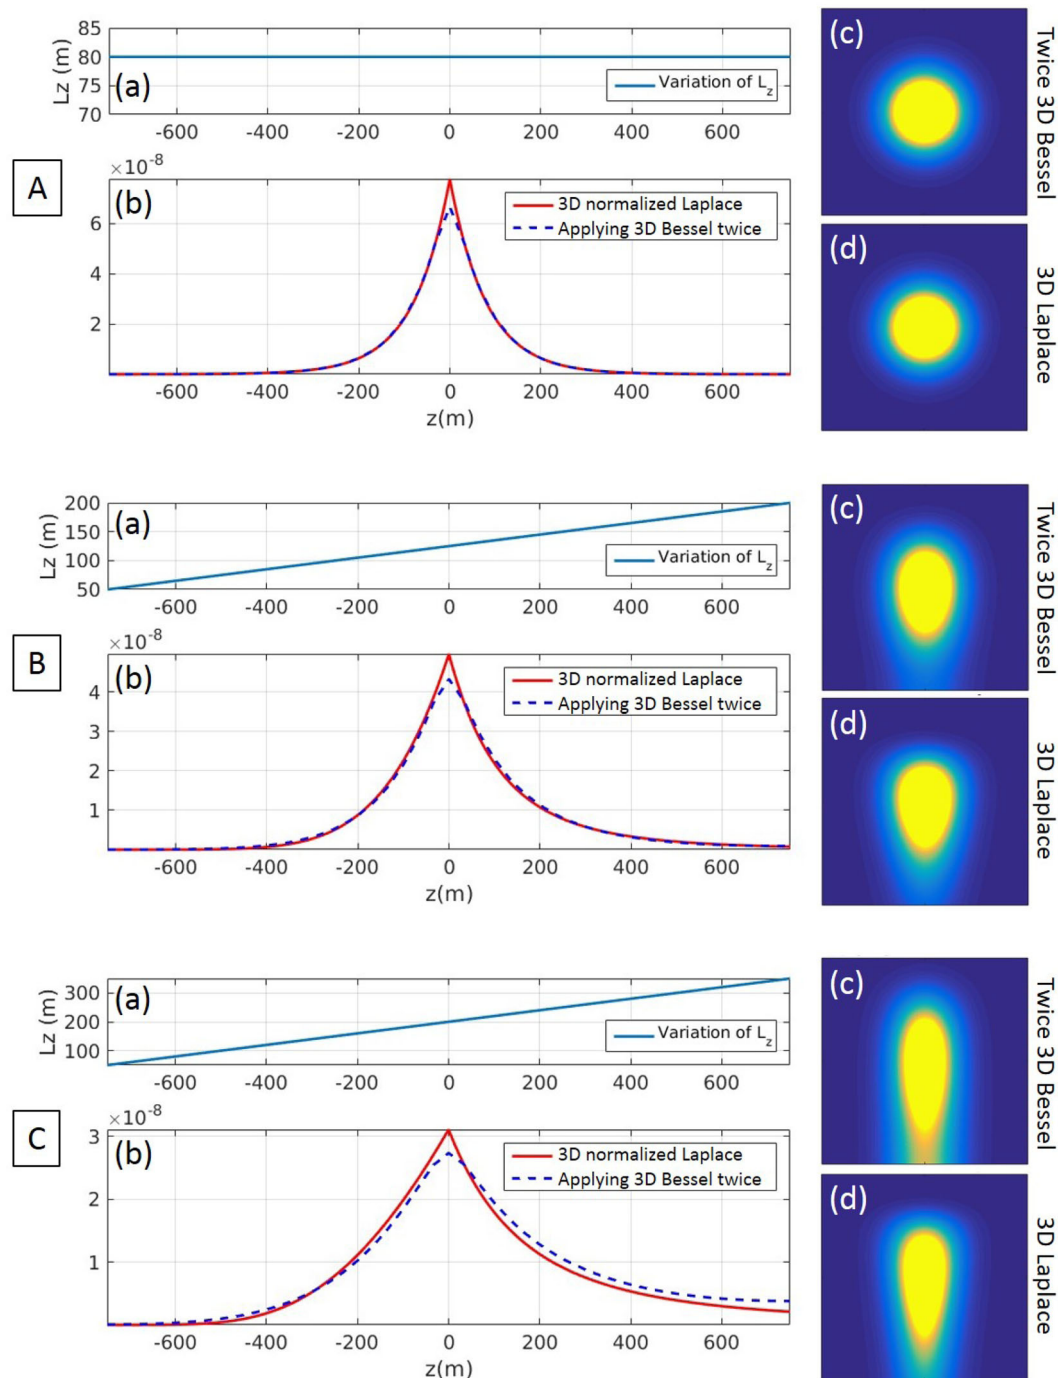 85
80
75
70
Lz (m)
(a)
Variation of L_z
-600 -400 -200 0 200 400 600
A
×10^-8
(b)
3D normalized Laplace
Applying 3D Bessel twice
6
4
2
-600 -400 -200 0 200 400 600
z(m)
(c)
Twice 3D Bessel
(d)
3D Laplace
200
150
100
50
Lz (m)
(a)
Variation of L_z
-600 -400 -200 0 200 400 600
B
×10^-8
(b)
3D normalized Laplace
Applying 3D Bessel twice
4
3
2
1
-600 -400 -200 0 200 400 600
z(m)
(c)
Twice 3D Bessel
(d)
3D Laplace
300
200
100
Lz (m)
(a)
Variation of L_z
-600 -400 -200 0 200 400 600
C
×10^-8
(b)
3D normalized Laplace
Applying 3D Bessel twice
3
2
1
-600 -400 -200 0 200 400 600
z(m)
(c)
Twice 3D Bessel
(d)
3D Laplace